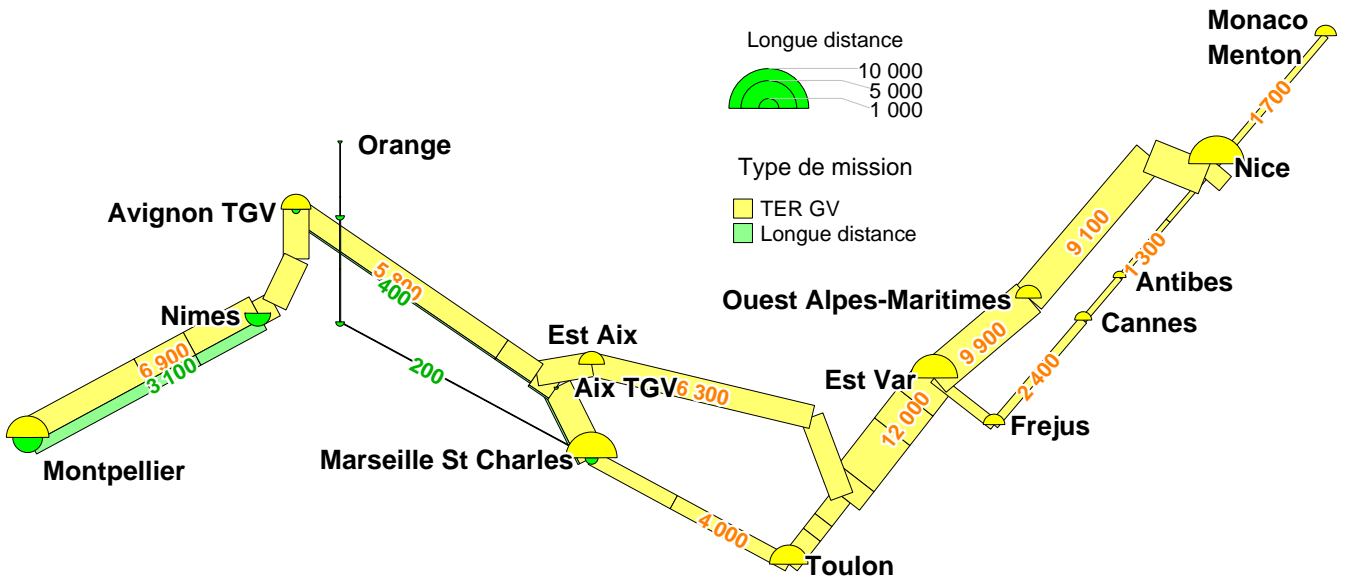 Monaco
Menton
Longue distance
10 000
5 000
1 000
1 700
Orange
Nice
Type de mission
TER GV
Longue distance
Avignon TGV
9 100
1 300
5 800
400
Antibes
Ouest Alpes-Maritimes
Nimes
Cannes
Est Aix
9 900
6 900
3 100
200
Aix TGV
6 300
Est Var
2 400
12 000
Frejus
Montpellier
Marseille St Charles
4 000
Toulon